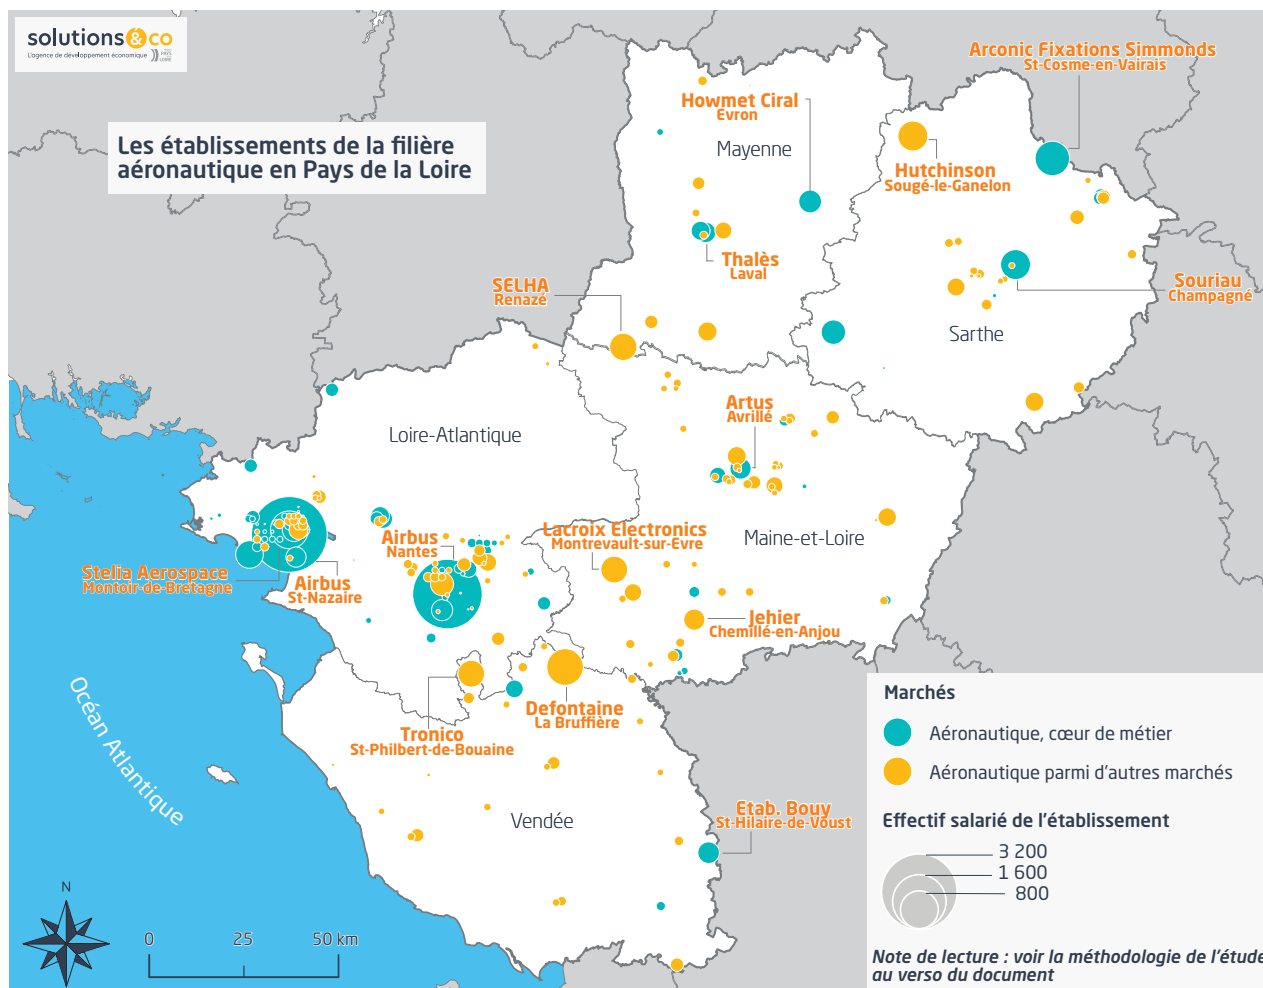 solutions&co
L'agence de développement économique
PAYS
LOIRE
Les établissements de la filière
aéronautique en Pays de la Loire
Arconic Fixations Simmonds
St-Cosme-en-Vairais
Howmet Ciral
Evron
Mayenne
Hutchinson
Sougé-le-Ganelon
Thalès
Laval
SELHA
Renazé
Souriau
Champagné
Sarthe
Artus
Avrillé
Loire-Atlantique
Airbus
Nantes
Lacroix Electronics
Montrevault-sur-Evre
Maine-et-Loire
Stelia Aerospace
Montoir-de-Bretagne
Airbus
St-Nazaire
Jehier
Chemillé-en-Anjou
Océan Atlantique
Defontaine
La Bruffière
Tronico
St-Philbert-de-Bouaine
Vendée
Etab. Bouy
St-Hilaire-de-Voust
Marchés
Aéronautique, cœur de métier
Aéronautique parmi d'autres marchés
Effectif salarié de l'établissement
3 200
1 600
800
N
0 25 50 km
Note de lecture : voir la méthodologie de l'étude
au verso du document